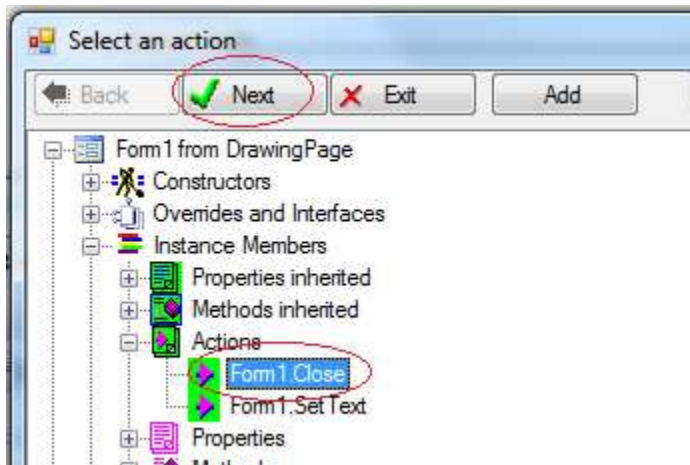 Select an action
Back Next Exit Add
Form1 from DrawingPage
Constructors
Overrides and Interfaces
Instance Members
Properties inherited
Methods inherited
Actions
Form1.Close
Form1.SetText
Properties